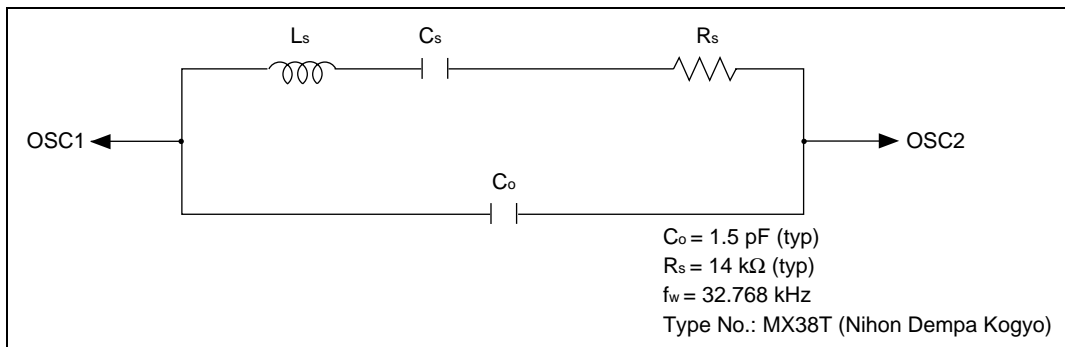 Ls Cs Rs
OSC1
OSC2
Co
Co = 1.5 pF (typ)
Rs = 14 kΩ (typ)
fw = 32.768 kHz
Type No.: MX38T (Nihon Dempa Kogyo)